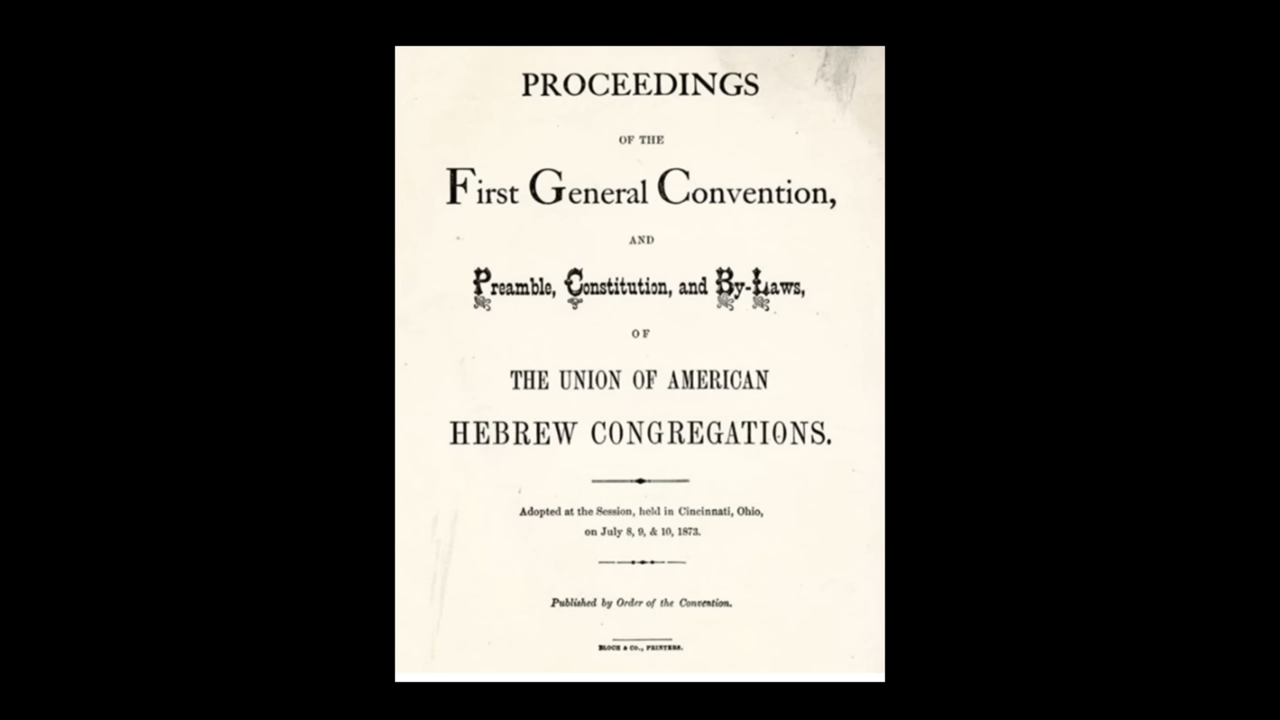 PROCEEDINGS
OF THE
First General Convention,
AND
Preamble, Constitution, and By-Laws,
OF
THE UNION OF AMERICAN
HEBREW CONGREGATIONS.
Adopted at the Session, held in Cincinnati, Ohio,
on July 8, 9, & 10, 1873.
Published by Order of the Convention.
BLOCH & CO., PRINTERS.